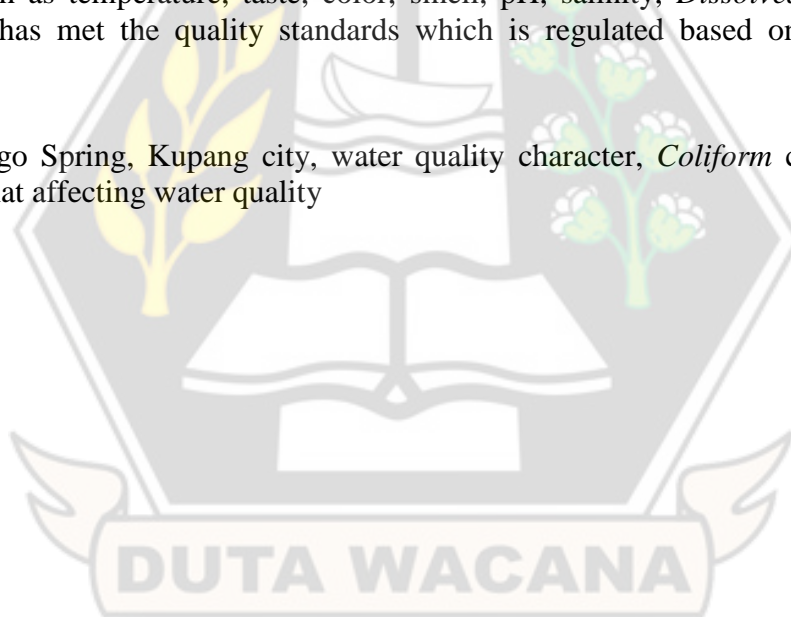 as temperature, taste, color, smell, pH, salinity, Dissolve
has met the quality standards which is regulated based on
go Spring, Kupang city, water quality character, Coliform c
at affecting water quality
DUTA WACANA